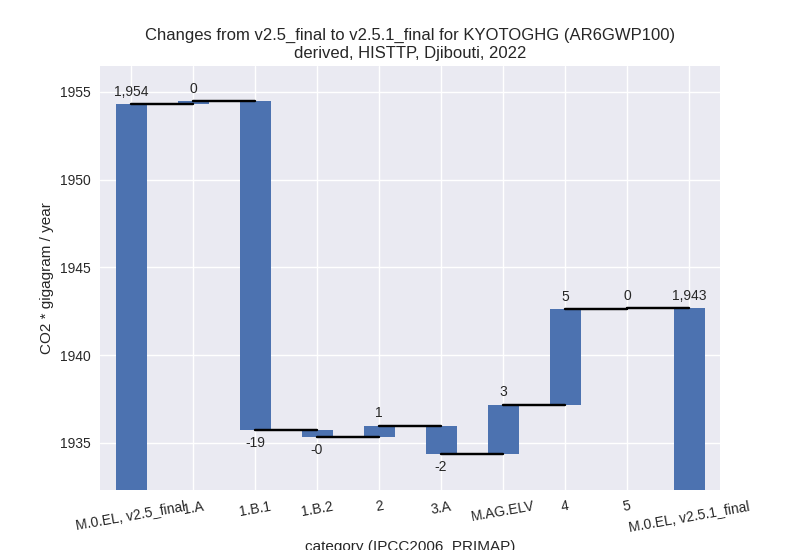 Changes from v2.5_final to v2.5.1_final for KYOTOGHG (AR6GWP100)
derived, HISTTP, Djibouti, 2022
CO2 * gigagram / year
1955
1950
1945
1940
1935
1,954
0
-19
-0
1
-2
3
5
0
1,943
M.0.EL, v2.5_final
1.A
1.B.1
1.B.2
2
3.A
M.AG.ELV
4
5
M.0.EL, v2.5.1_final
category (IPCC2006_PRIMAP)